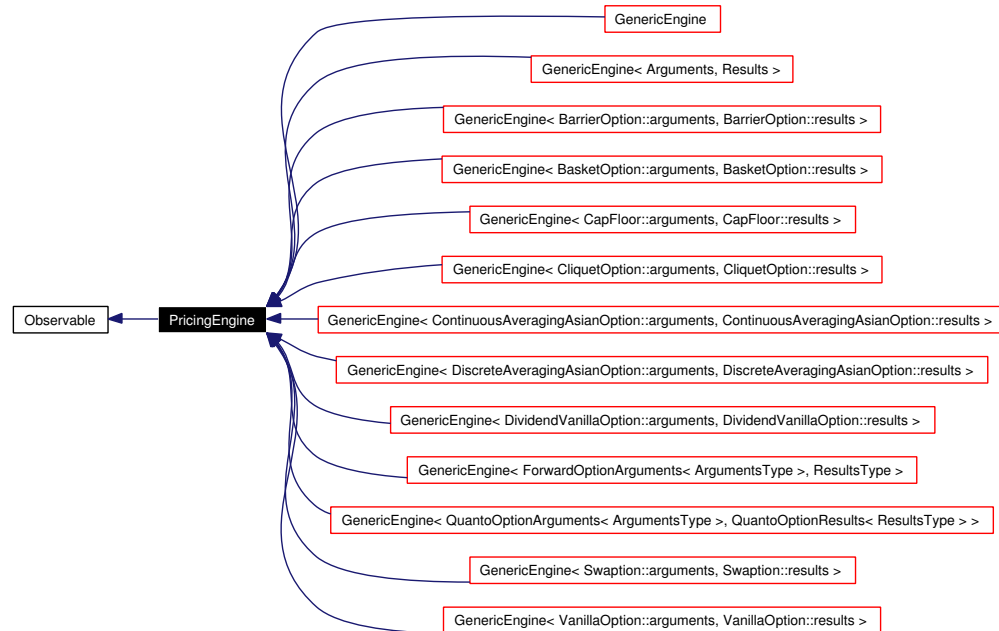 GenericEngine
GenericEngine< Arguments, Results >
GenericEngine< BarrierOption::arguments, BarrierOption::results >
GenericEngine< BasketOption::arguments, BasketOption::results >
GenericEngine< CapFloor::arguments, CapFloor::results >
GenericEngine< CliquetOption::arguments, CliquetOption::results >
Observable
PricingEngine
GenericEngine< ContinuousAveragingAsianOption::arguments, ContinuousAveragingAsianOption::results >
GenericEngine< DiscreteAveragingAsianOption::arguments, DiscreteAveragingAsianOption::results >
GenericEngine< DividendVanillaOption::arguments, DividendVanillaOption::results >
GenericEngine< ForwardOptionArguments< ArgumentsType >, ResultsType >
GenericEngine< QuantoOptionArguments< ArgumentsType >, QuantoOptionResults< ResultsType > >
GenericEngine< Swaption::arguments, Swaption::results >
GenericEngine< VanillaOption::arguments, VanillaOption::results >